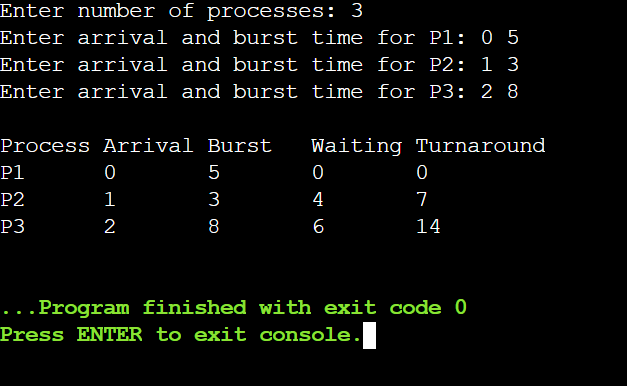 Enter number of processes: 3
Enter arrival and burst time for P1: 0 5
Enter arrival and burst time for P2: 1 3
Enter arrival and burst time for P3: 2 8
Process Arrival Burst Waiting Turnaround
P1 0 5 0 0
P2 1 3 4 7
P3 2 8 6 14
...Program finished with exit code 0
Press ENTER to exit console.